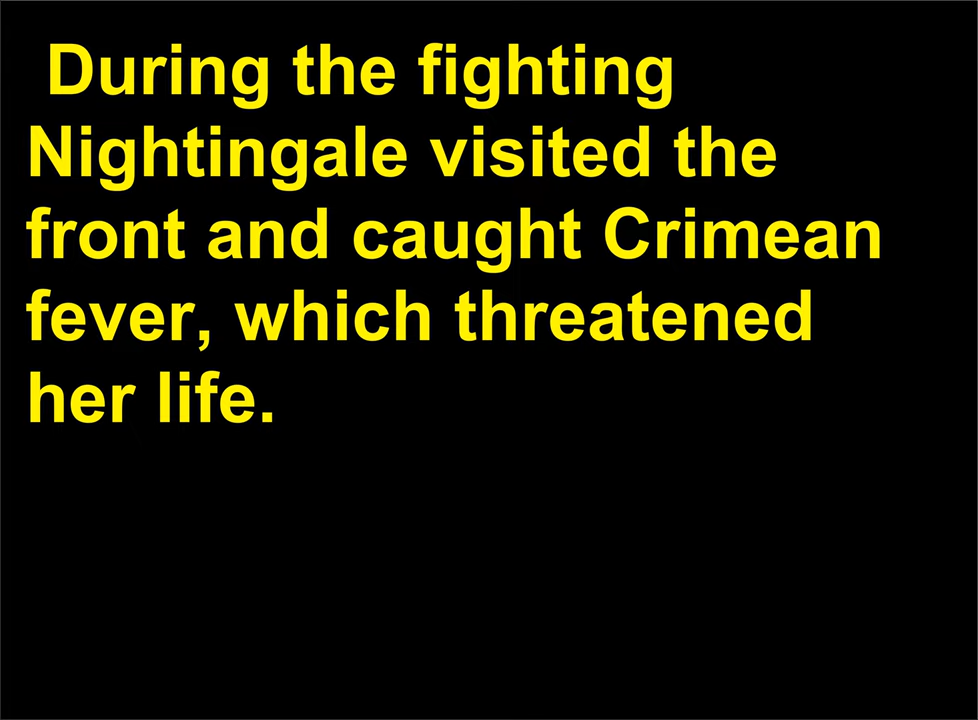 During the fighting
Nightingale visited the
front and caught Crimean
fever, which threatened
her life.